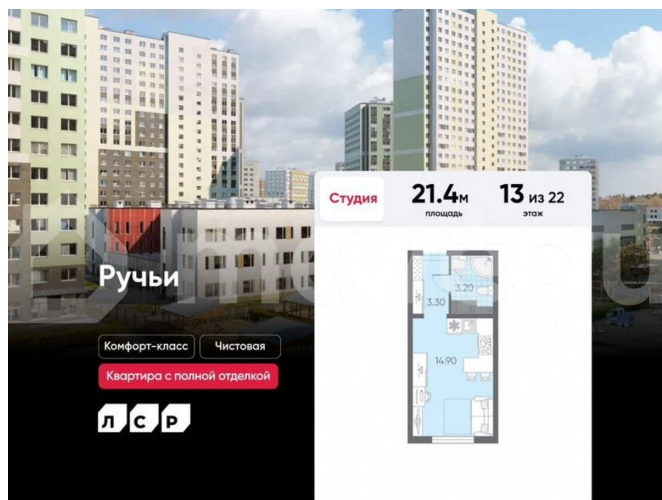 Студия
21.4м
площадь
13 из 22
этаж
Ручьи
3.20
3.30
14.90
Комфорт-класс
Чистовая
Квартира с полной отделкой
ЛСР